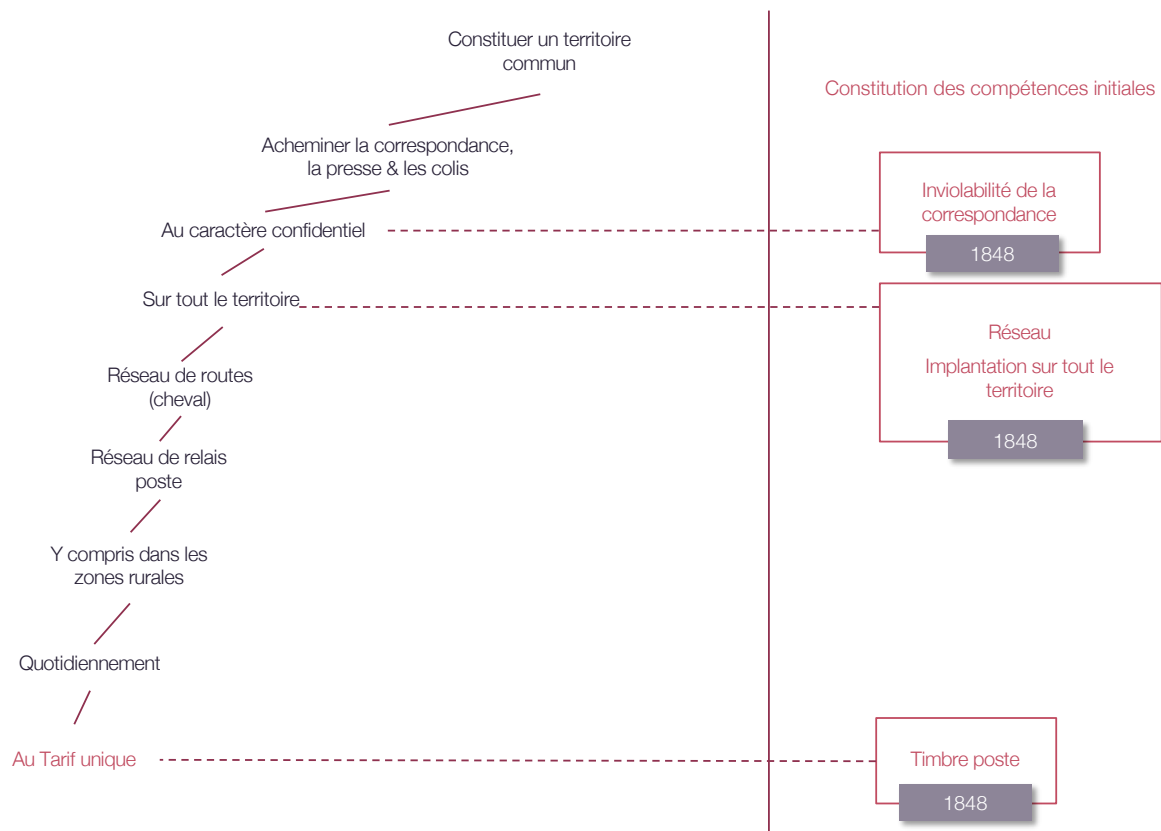 Constituer un territoire
commun
Constitution des compétences initiales
Acheminer la correspondance,
la presse & les colis
Au caractère confidentiel
Inviolabilité de la
correspondance
1848
Sur tout le territoire
Réseau
Implantation sur tout le
territoire
1848
Réseau de routes
(cheval)
Réseau de relais
poste
Y compris dans les
zones rurales
Quotidiennement
Au Tarif unique
Timbre poste
1848